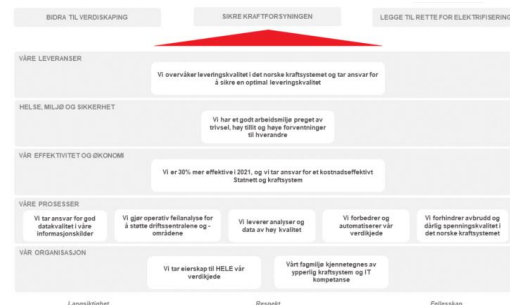 BIDRA TIL VERDISKAPING
SIKRE KRAFTFORSYNINGEN
LEGGE TIL RETTE FOR ELEKTRIFISERING
VÅRE LEVERANSER
Vi overvåker leveringskvalitet i det norske kraftsystemet og tar ansvar for
å sikre en optimal leveringskvalitet
HELSE, MILJØ OG SIKKERHET
Vi har et godt arbeidsmiljø preget av
trivsel, høy tillit og høye forventninger
til hverandre
VÅR EFFEKTIVITET OG ØKONOMI
Vi er 30% mer effektive i 2021, og vi tar ansvar for et kostnadseffektivt
Statnett og kraftsystem
VÅRE PROSESSER
Vi tar ansvar for god
datakvalitet i våre
informasjonskilder
Vi gjør operativ feilanalyse for
å støtte driftssentralene og -
områdene
Vi leverer analyser og
data av høy kvalitet
Vi forbedrer og
automatiserer vår
verdikjede
Vi forhindrer avbrudd og
dårlig spenningskvalitet i
det norske kraftsystemet
VÅR ORGANISASJON
Vi tar eierskap til HELE vår
verdikjede
Vårt fagmiljø kjennetegnes av
ypperlig kraftsystem og IT
kompetanse
Langsiktighet
Respekt